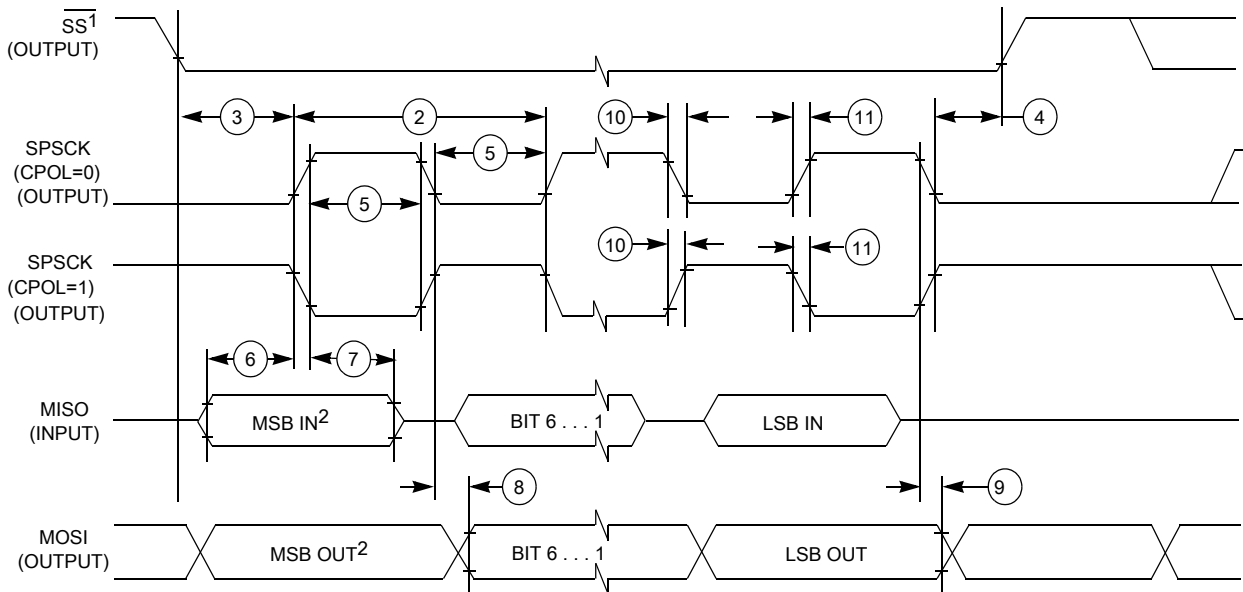 SS1
(OUTPUT)
3
2
10
11
4
SPSCK
(CPOL=0)
(OUTPUT)
5
5
SPSCK
(CPOL=1)
(OUTPUT)
10
11
6
7
MISO
(INPUT)
MSB IN2
BIT 6 . . . 1
LSB IN
8
9
MOSI
(OUTPUT)
MSB OUT2
BIT 6 . . . 1
LSB OUT